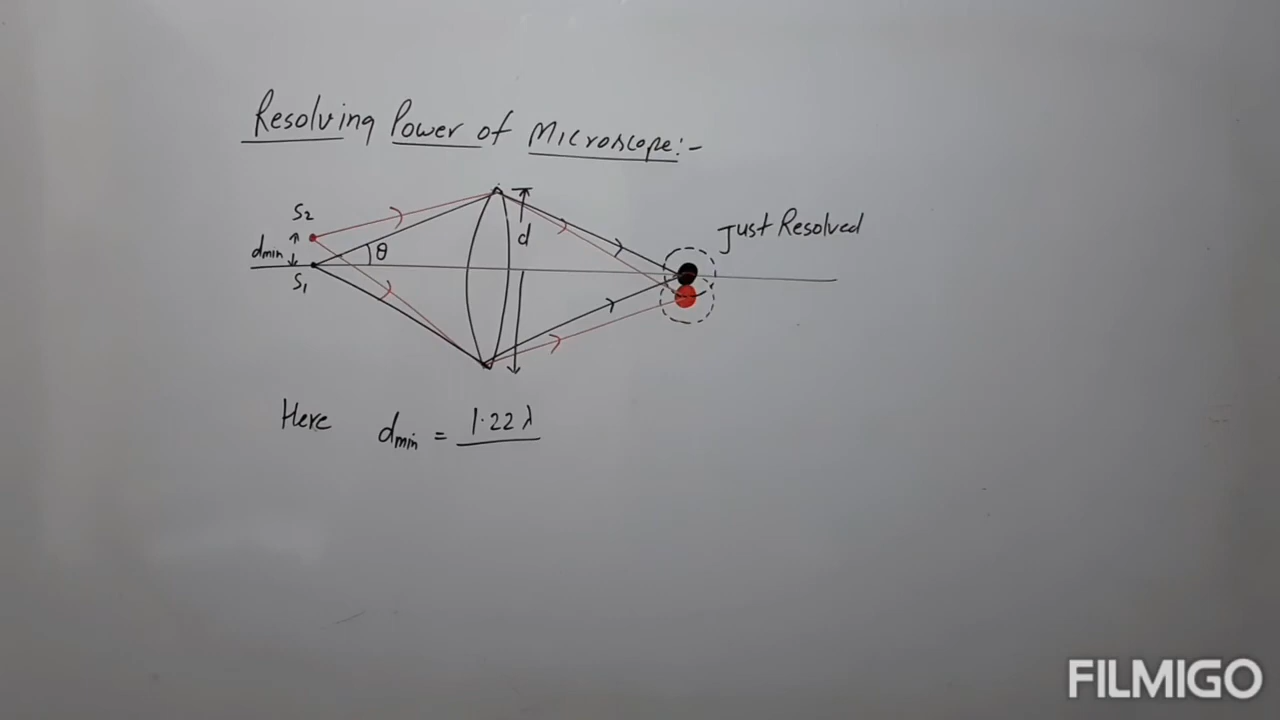 Resolving Power of Microscope:-
S2
dmin
θ
d
Just Resolved
S1
Here dmin = 1.22 λ
FILMIGO